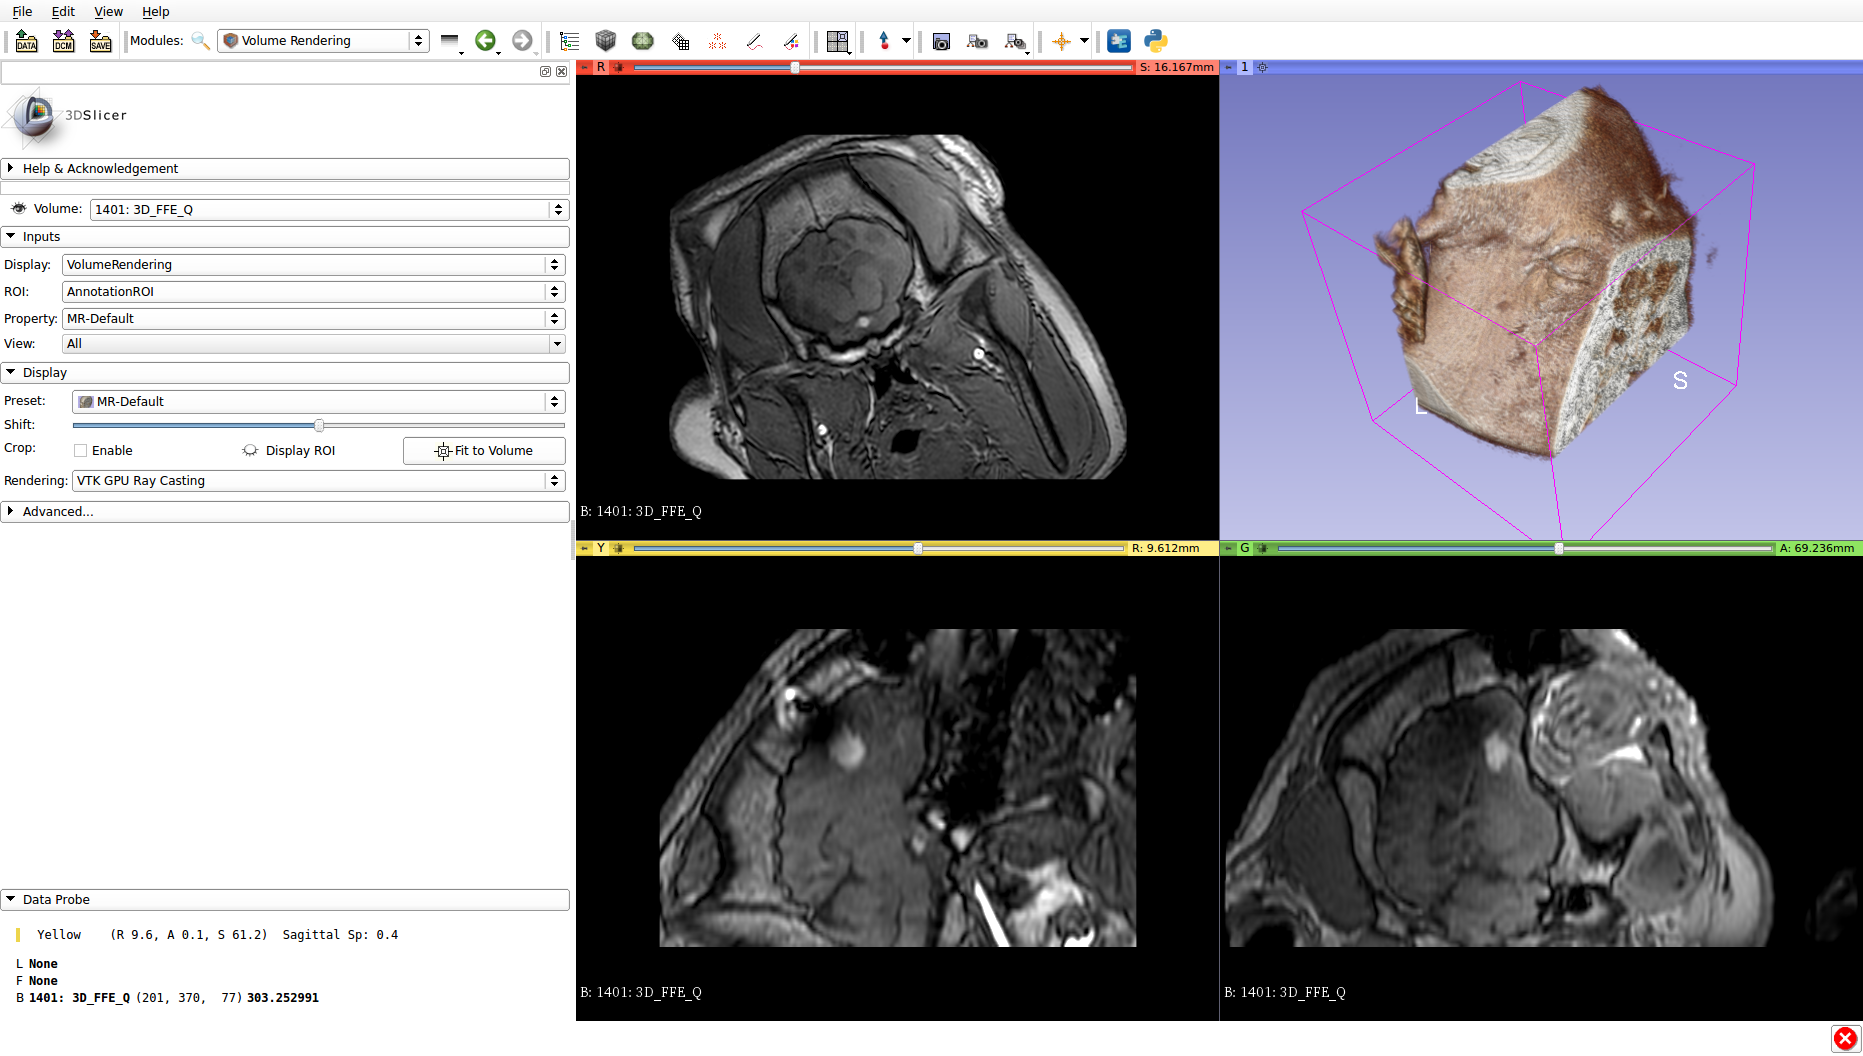 File Edit View Help
DATA DCM SAVE Modules: Volume Rendering
R S: 16.167mm
1
3DSlicer
Help & Acknowledgement
Volume: 1401: 3D_FFE_Q
Inputs
Display: VolumeRendering
ROI: AnnotationROI
Property: MR-Default
View: All
Display
Preset: MR-Default
Shift:
Crop: Enable Display ROI Fit to Volume
Rendering: VTK GPU Ray Casting
Advanced...
S
L
B: 1401: 3D_FFE_Q
Y R: 9.612mm
G A: 69.236mm
Data Probe
Yellow (R 9.6, A 0.1, S 61.2) Sagittal Sp: 0.4
L None
F None
B 1401: 3D_FFE_Q (201, 370, 77) 303.252991
B: 1401: 3D_FFE_Q
B: 1401: 3D_FFE_Q